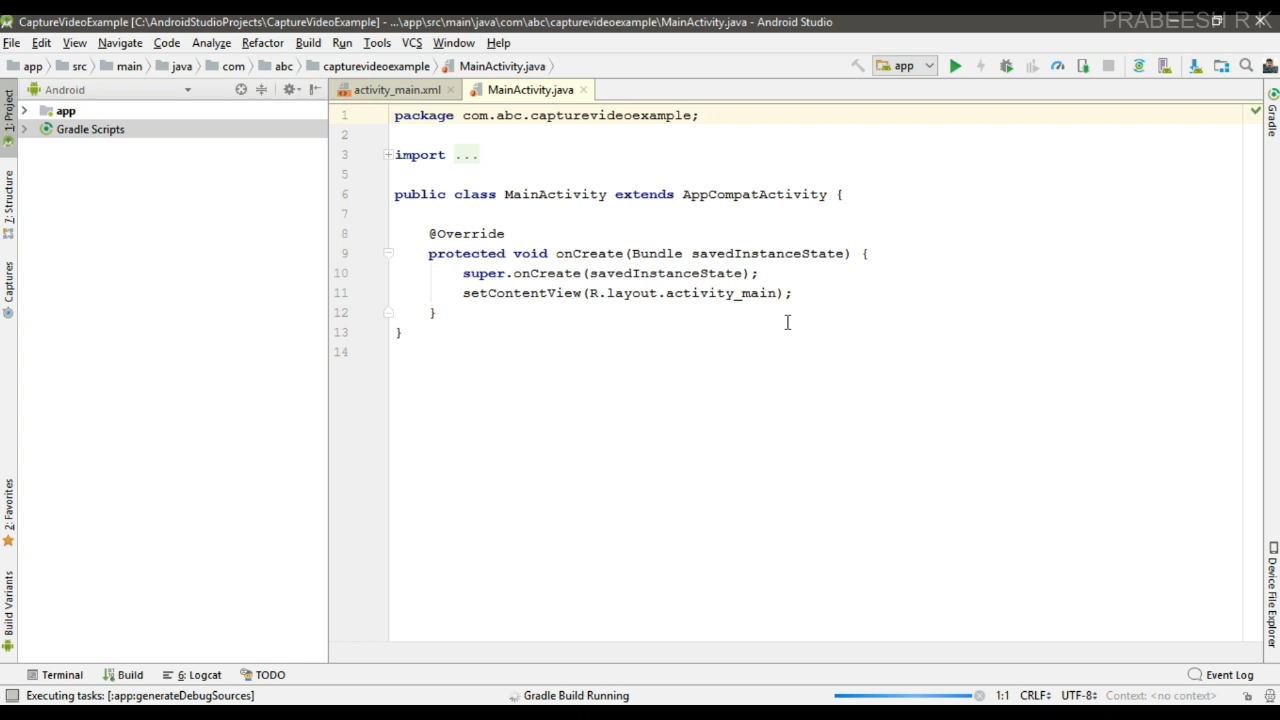 PRABEESH R K
CaptureVideoExample [C:\AndroidStudioProjects\CaptureVideoExample] - ...\app\src\main\java\com\abc\capturevideoexample\MainActivity.java - Android Studio
File Edit View Navigate Code Analyze Refactor Build Run Tools VCS Window Help
app src main java com abc capturevideoexample MainActivity.java app
Android activity_main.xml MainActivity.java
1: Project
7: Structure
Captures
2: Favorites
Build Variants
Gradle
Device File Explorer
app
Gradle Scripts
1 package com.abc.capturevideoexample;
2
3 import ...
5
6 public class MainActivity extends AppCompatActivity {
7
8 @Override
9 protected void onCreate(Bundle savedInstanceState) {
10 super.onCreate(savedInstanceState);
11 setContentView(R.layout.activity_main);
12 }
13 }
14
Terminal Build 6: Logcat TODO Event Log
Executing tasks: [:app:generateDebugSources] Gradle Build Running 1:1 CRLF UTF-8 Context: <no context>